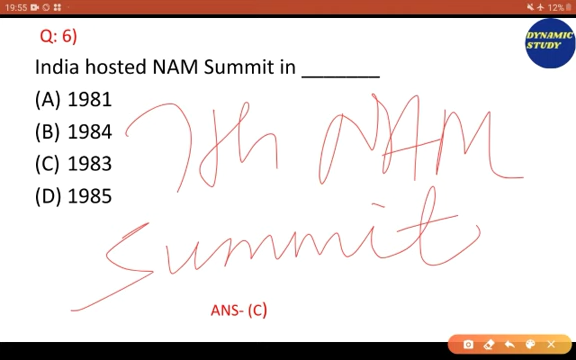 19:55
12%
DYNAMIC
STUDY
Q: 6)
India hosted NAM Summit in _______
(A) 1981
(B) 1984
(C) 1983
(D) 1985
7th NAM
Summit
ANS- (C)